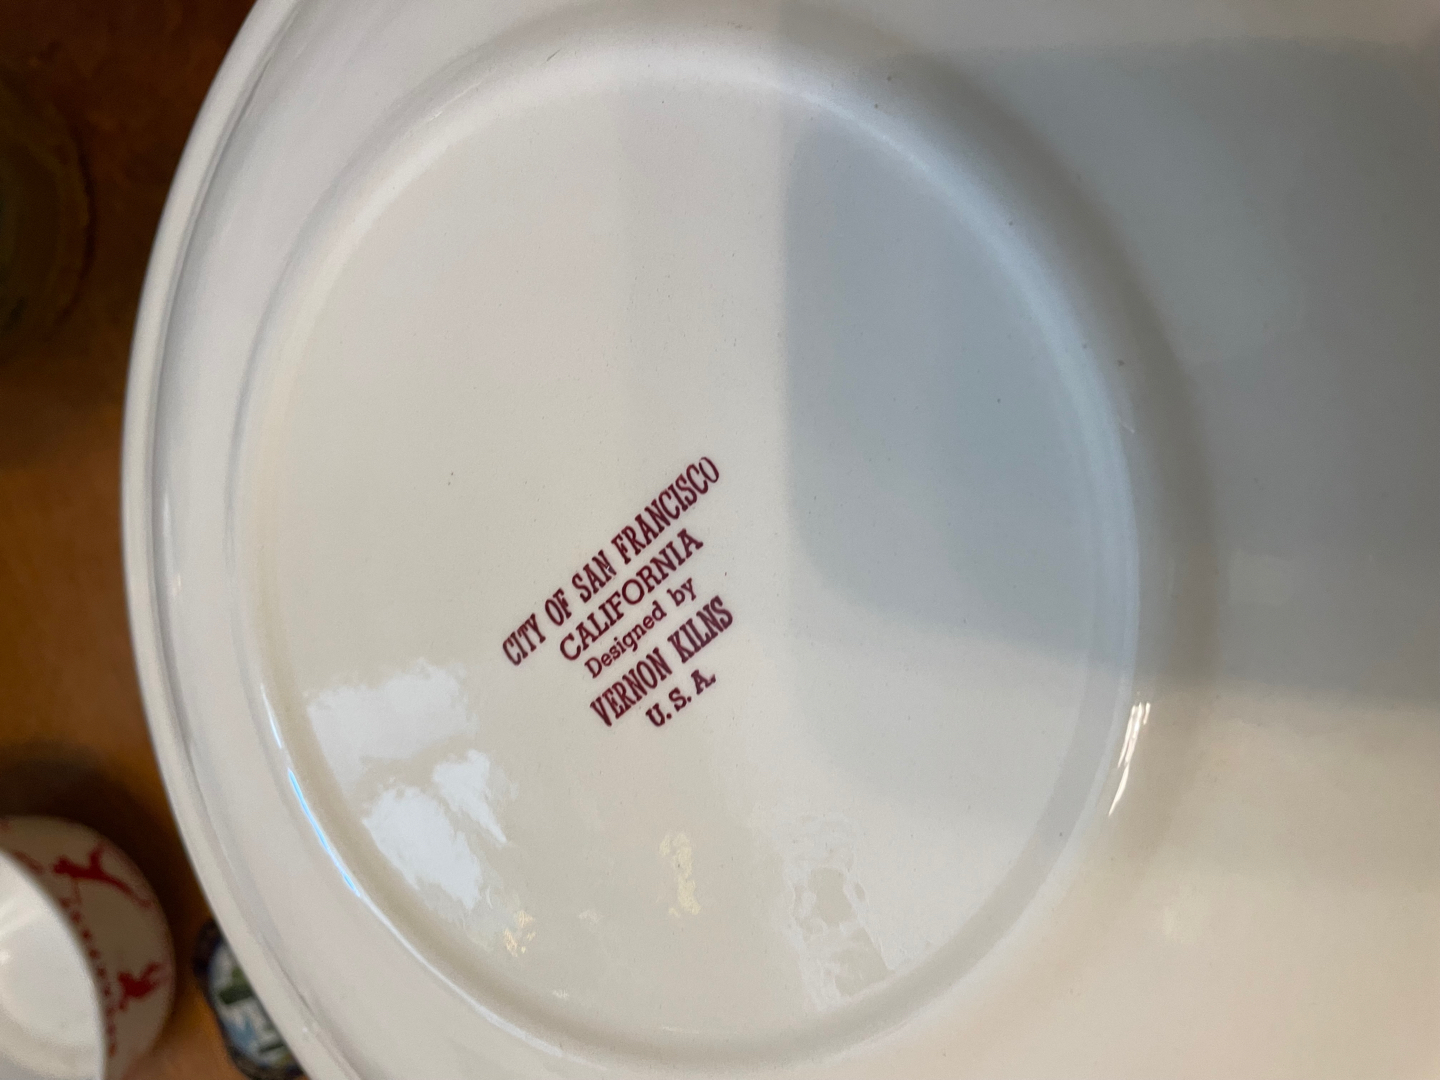 CITY OF SAN FRANCISCO
CALIFORNIA
Designed by
VERNON KILNS
U. S. A.